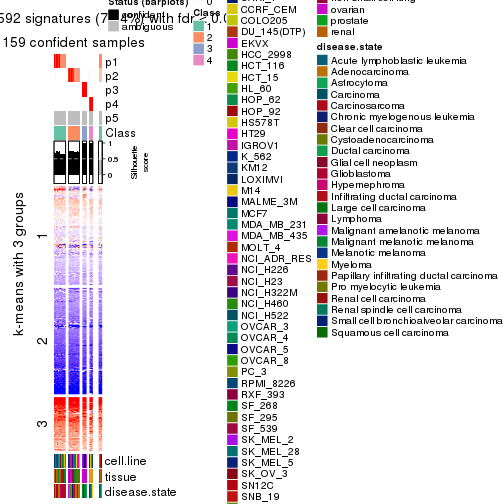 Status (barplots)
confident
ambiguous
Class
1
2
3
4
159 confident samples
p1
p2
p3
p4
p5
Class
1
0.5
0
Silhouette
score
k-means with 3 groups
1
2
3
cell.line
tissue
disease.state
CCRF_CEM
COLO205
DU_145(DTP)
EKVX
HCC_2998
HCT_116
HCT_15
HL_60
HOP_62
HOP_92
HS578T
HT29
IGROV1
K_562
KM12
LOXIMVI
M14
MALME_3M
MCF7
MDA_MB_231
MDA_MB_435
MOLT_4
NCI_ADR_RES
NCI_H226
NCI_H23
NCI_H322M
NCI_H460
NCI_H522
OVCAR_3
OVCAR_4
OVCAR_5
OVCAR_8
PC_3
RPMI_8226
RXF_393
SF_268
SF_295
SF_539
SK_MEL_2
SK_MEL_28
SK_MEL_5
SK_OV_3
SN12C
SNB_19
ovarian
prostate
renal
disease.state
Acute lymphoblastic leukemia
Adenocarcinoma
Astrocytoma
Carcinoma
Carcinosarcoma
Chronic myelogenous leukemia
Clear cell carcinoma
Cystoadenocarcinoma
Ductal carcinoma
Glial cell neoplasm
Glioblastoma
Hypernephroma
Infiltrating ductal carcinoma
Large cell carcinoma
Lymphoma
Malignant amelanotic melanoma
Malignant melanotic melanoma
Melanotic melanoma
Myeloma
Papillary infiltrating ductal carcinoma
Pro myelocytic leukemia
Renal cell carcinoma
Renal spindle cell carcinoma
Small cell bronchioalveolar carcinoma
Squamous cell carcinoma